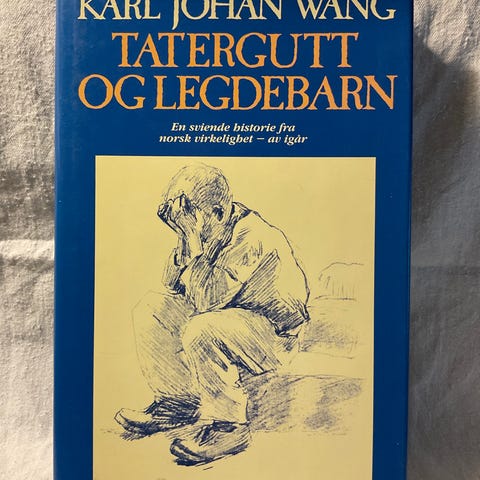 KARL JOHAN WANG
TATERGUTT
OG LEGDEBARN
En sviende historie fra
norsk virkelighet – av igår